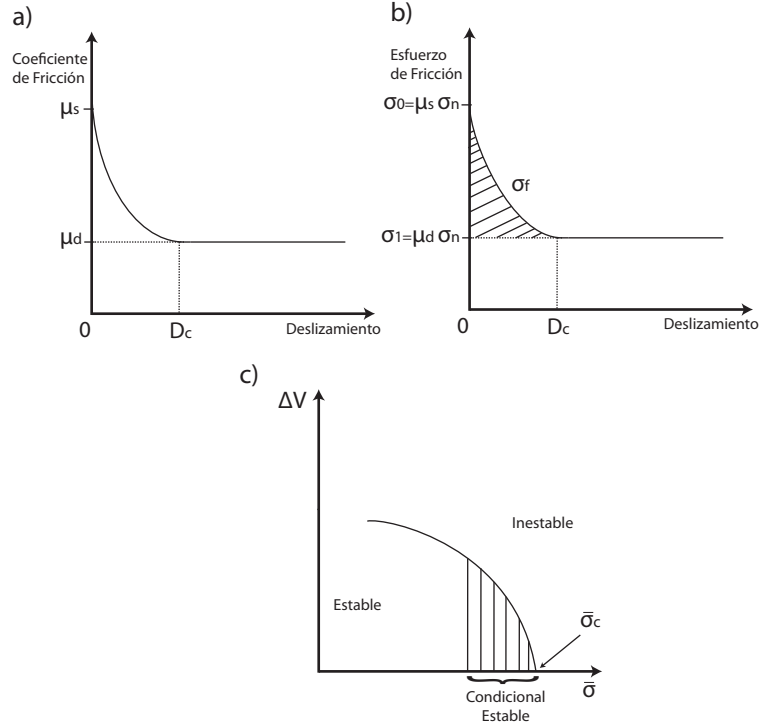 a)
Coeficiente
de Fricción
μs
μd
0
Dc
Deslizamiento
b)
Esfuerzo
de Fricción
σ0=μs σn
σf
σ1=μd σn
0
Dc
Deslizamiento
c)
ΔV
Inestable
Estable
σ̅c
σ̅
Condicional
Estable